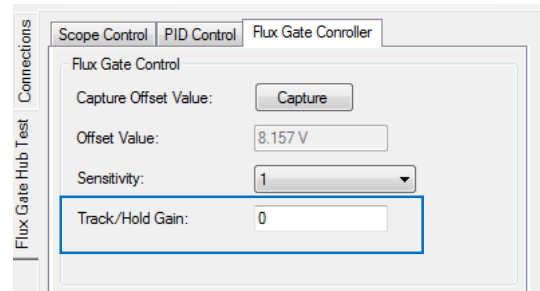 Connections
Flux Gate Hub Test
Scope Control PID Control Flux Gate Conroller
Flux Gate Control
Capture Offset Value: Capture
Offset Value: 8.157 V
Sensitivity: 1
Track/Hold Gain: 0